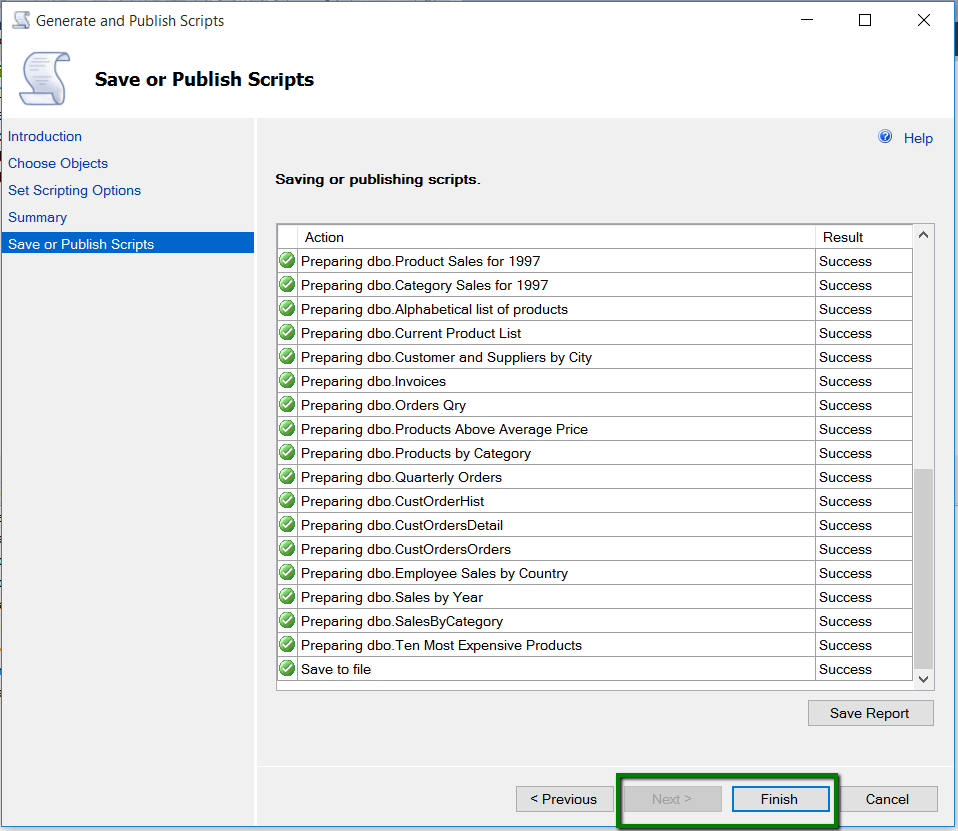 Generate and Publish Scripts
Save or Publish Scripts
Introduction
Choose Objects
Set Scripting Options
Summary
Save or Publish Scripts
Help
Saving or publishing scripts.
Action Result
Preparing dbo.Product Sales for 1997 Success
Preparing dbo.Category Sales for 1997 Success
Preparing dbo.Alphabetical list of products Success
Preparing dbo.Current Product List Success
Preparing dbo.Customer and Suppliers by City Success
Preparing dbo.Invoices Success
Preparing dbo.Orders Qry Success
Preparing dbo.Products Above Average Price Success
Preparing dbo.Products by Category Success
Preparing dbo.Quarterly Orders Success
Preparing dbo.CustOrderHist Success
Preparing dbo.CustOrdersDetail Success
Preparing dbo.CustOrdersOrders Success
Preparing dbo.Employee Sales by Country Success
Preparing dbo.Sales by Year Success
Preparing dbo.SalesByCategory Success
Preparing dbo.Ten Most Expensive Products Success
Save to file Success
Save Report
< Previous Next > Finish Cancel